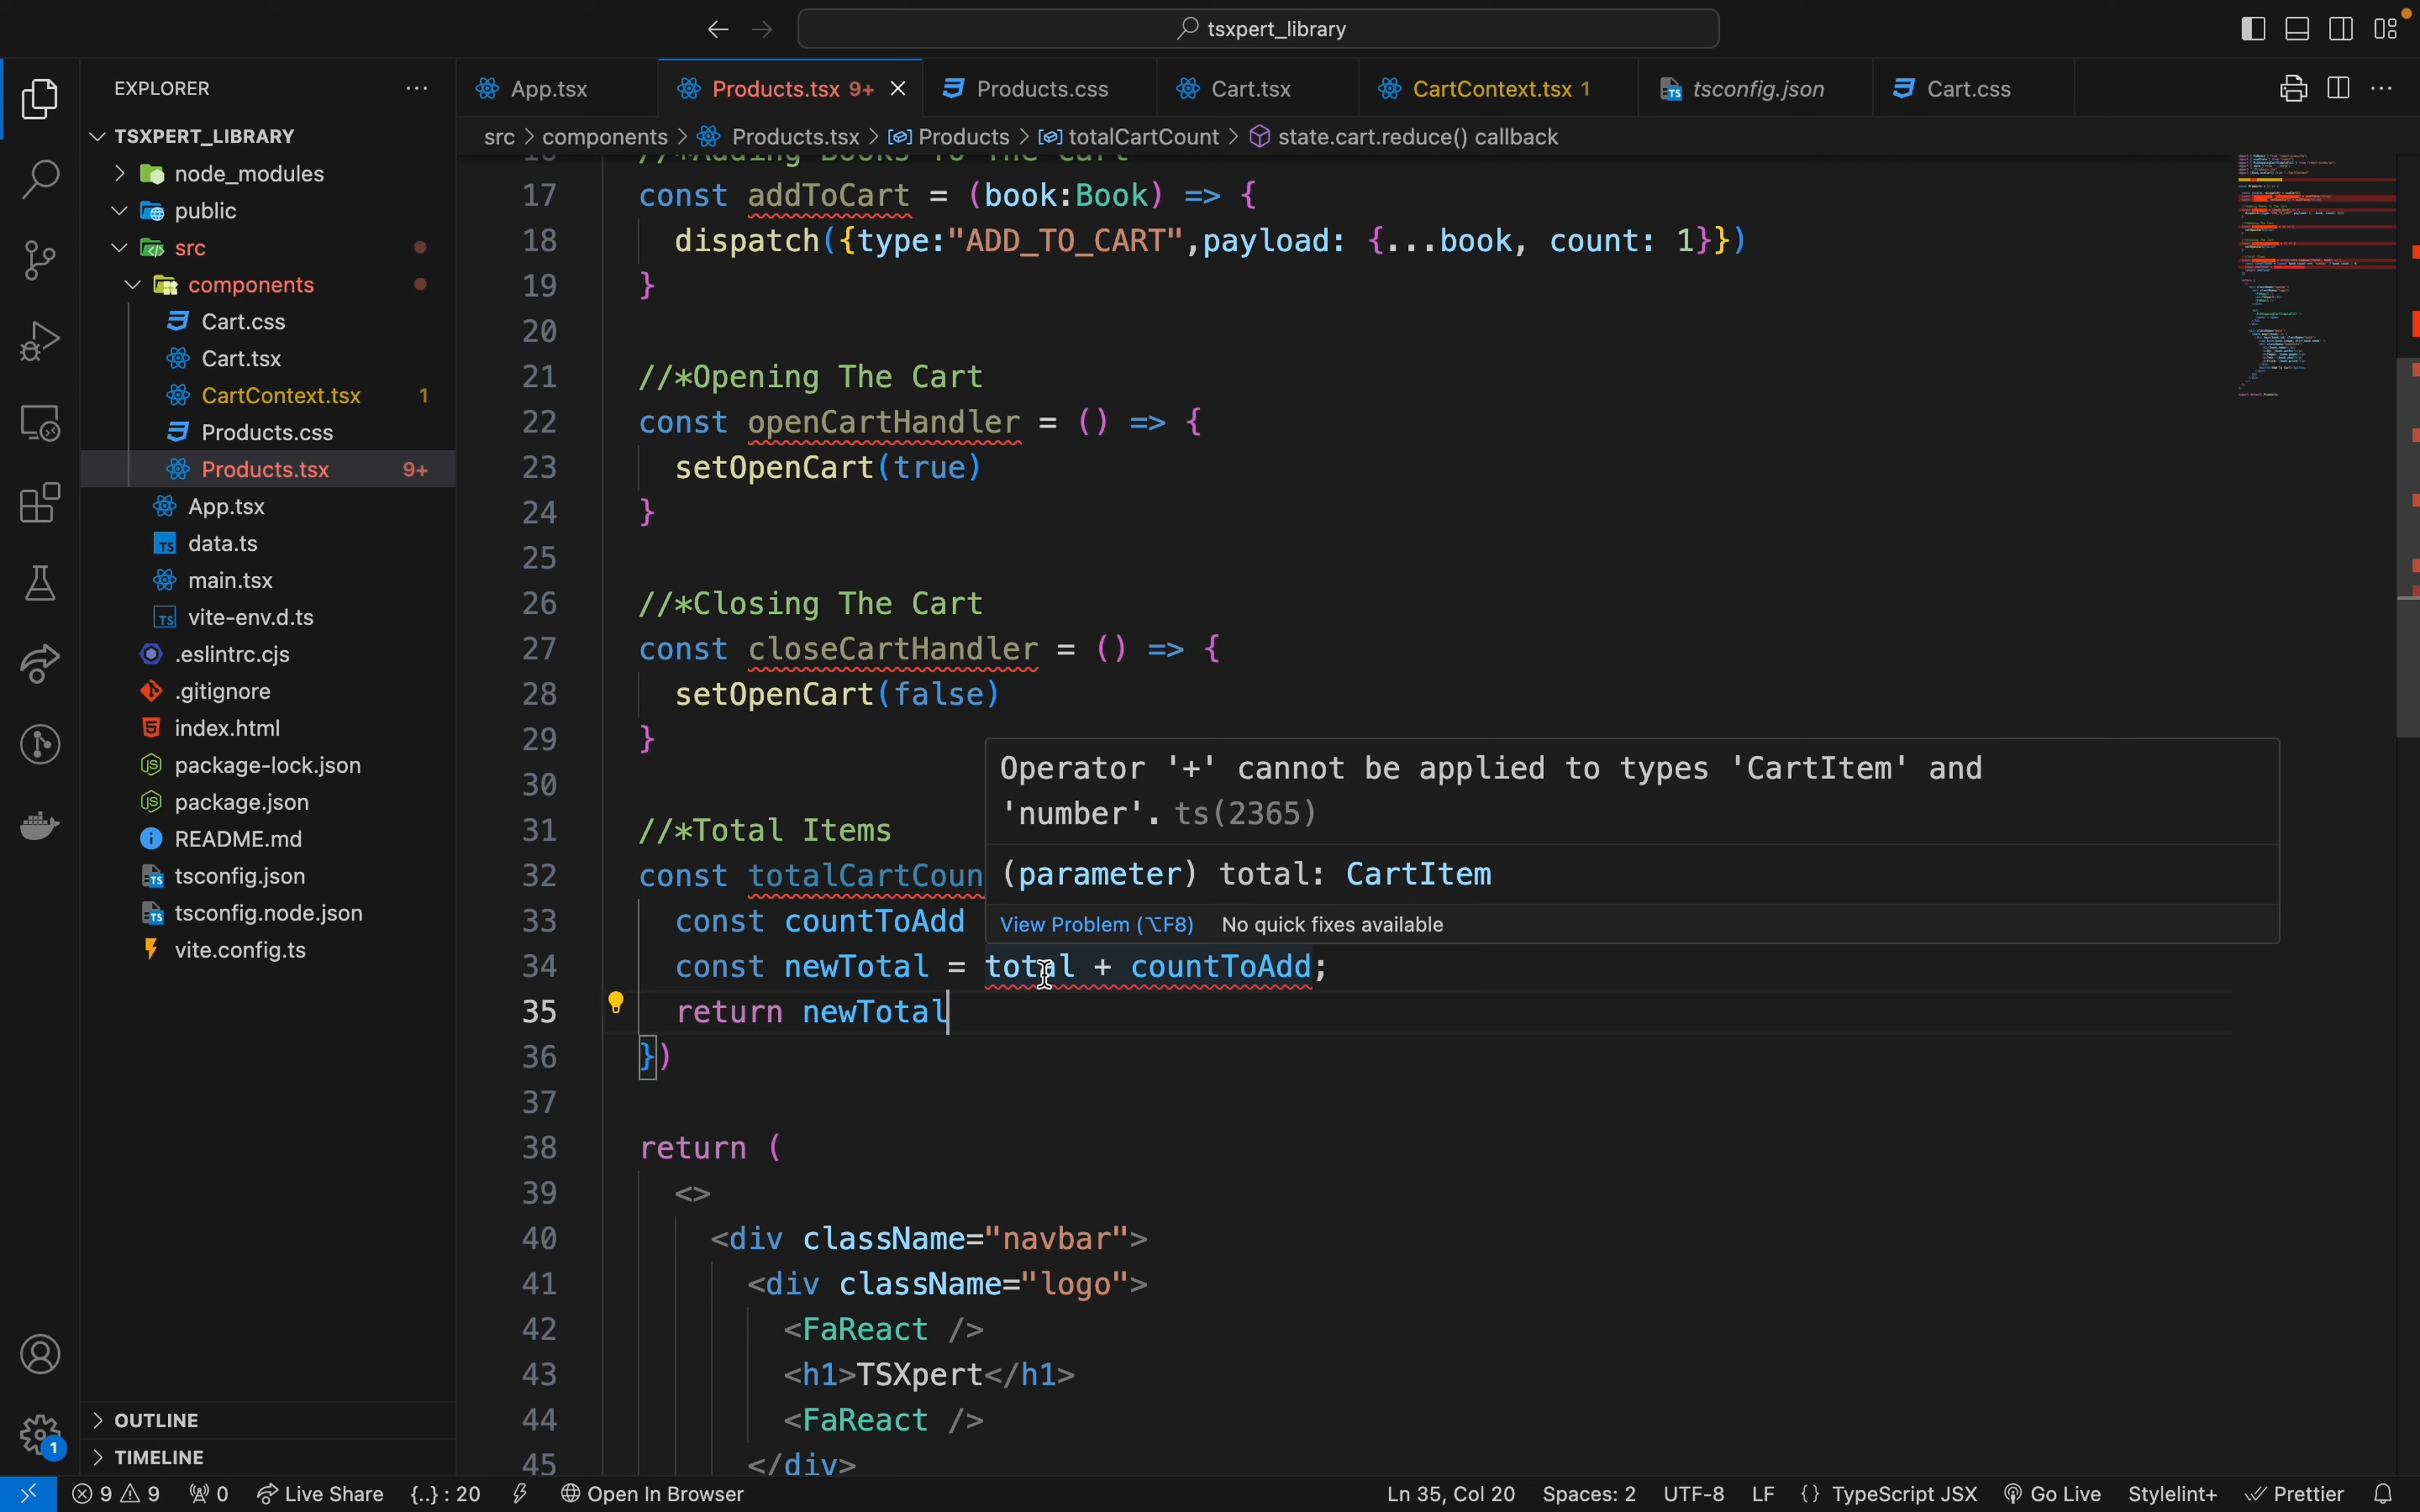 tsxpert_library
EXPLORER
App.tsx
Products.tsx 9+
Products.css
Cart.tsx
CartContext.tsx 1
tsconfig.json
Cart.css
src > components > Products.tsx > Products > totalCartCount > state.cart.reduce() callback
TSXPERT_LIBRARY
node_modules
public
src
components
Cart.css
Cart.tsx
CartContext.tsx 1
Products.css
Products.tsx 9+
App.tsx
data.ts
main.tsx
vite-env.d.ts
.eslintrc.cjs
.gitignore
index.html
package-lock.json
package.json
README.md
tsconfig.json
tsconfig.node.json
vite.config.ts
OUTLINE
TIMELINE
16 //*Adding Books To The Cart
17 const addToCart = (book:Book) => {
18 dispatch({type:"ADD_TO_CART",payload: {...book, count: 1}})
19 }
20
21 //*Opening The Cart
22 const openCartHandler = () => {
23 setOpenCart(true)
24 }
25
26 //*Closing The Cart
27 const closeCartHandler = () => {
28 setOpenCart(false)
29 }
30
31 //*Total Items
32 const totalCartCoun
33 const countToAdd
34 const newTotal = total + countToAdd;
35 return newTotal
36 })
37
38 return (
39 <>
40 <div className="navbar">
41 <div className="logo">
42 <FaReact />
43 <h1>TSXpert</h1>
44 <FaReact />
45 </div>
Operator '+' cannot be applied to types 'CartItem' and
'number'. ts(2365)
(parameter) total: CartItem
View Problem (⌥F8) No quick fixes available
1
9 9 0 Live Share {..} : 20 Open In Browser
Ln 35, Col 20 Spaces: 2 UTF-8 LF {} TypeScript JSX Go Live Stylelint+ Prettier